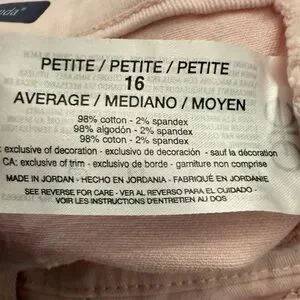 PETITE / PETITE / PETITE
16
AVERAGE / MEDIANO / MOYEN
98% cotton - 2% spandex
98% algodón - 2% spandex
98% coton - 2% spandex
: exclusive of decoration - exclusivo de decoración - sauf la décoration
CA: exclusive of trim - exclusivo de borde - garniture non comprise
MADE IN JORDAN - HECHO EN JORDANIA - FABRIQUÉ EN JORDANIE
SEE REVERSE FOR CARE - VER AL REVERSO PARA EL CUIDADO -
VOIR LES INSTRUCTIONS D'ENTRETIEN AU DOS